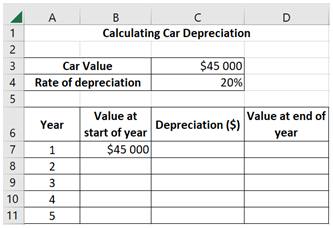 A B C D
1 Calculating Car Depreciation
2
3 Car Value $45 000
4 Rate of depreciation 20%
5
6 Year Value at start of year Depreciation ($) Value at end of year
7 1 $45 000
8 2
9 3
10 4
11 5